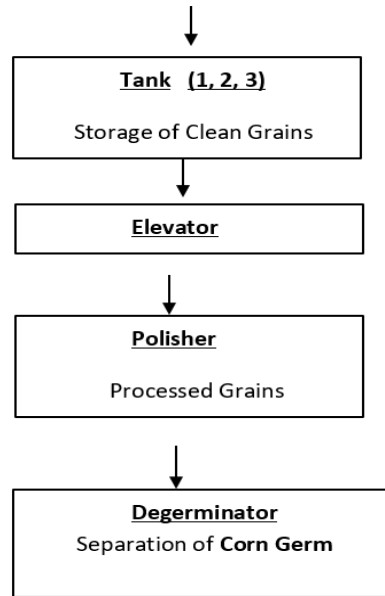 Tank (1, 2, 3)
Storage of Clean Grains
Elevator
Polisher
Processed Grains
Degerminator
Separation of Corn Germ